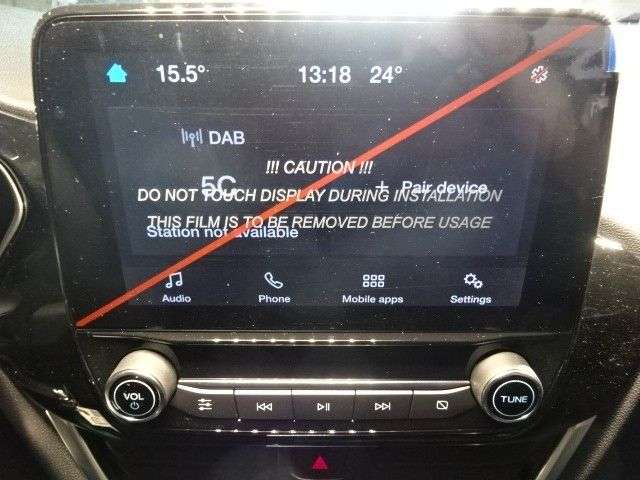 15.5° 13:18 24°
DAB
!!! CAUTION !!!
5C + Pair device
DO NOT TOUCH DISPLAY DURING INSTALLATION
THIS FILM IS TO BE REMOVED BEFORE USAGE
Station not available
Audio Phone Mobile apps Settings
VOL TUNE